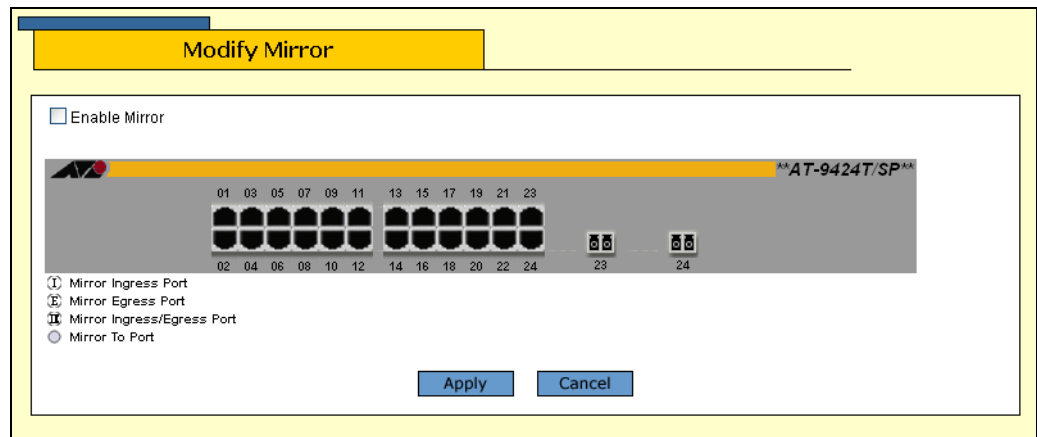 Modify Mirror
Enable Mirror
**AT-9424T/SP**
01 03 05 07 09 11 13 15 17 19 21 23
02 04 06 08 10 12 14 16 18 20 22 24 23 24
I Mirror Ingress Port
E Mirror Egress Port
Mirror Ingress/Egress Port
Mirror To Port
Apply Cancel